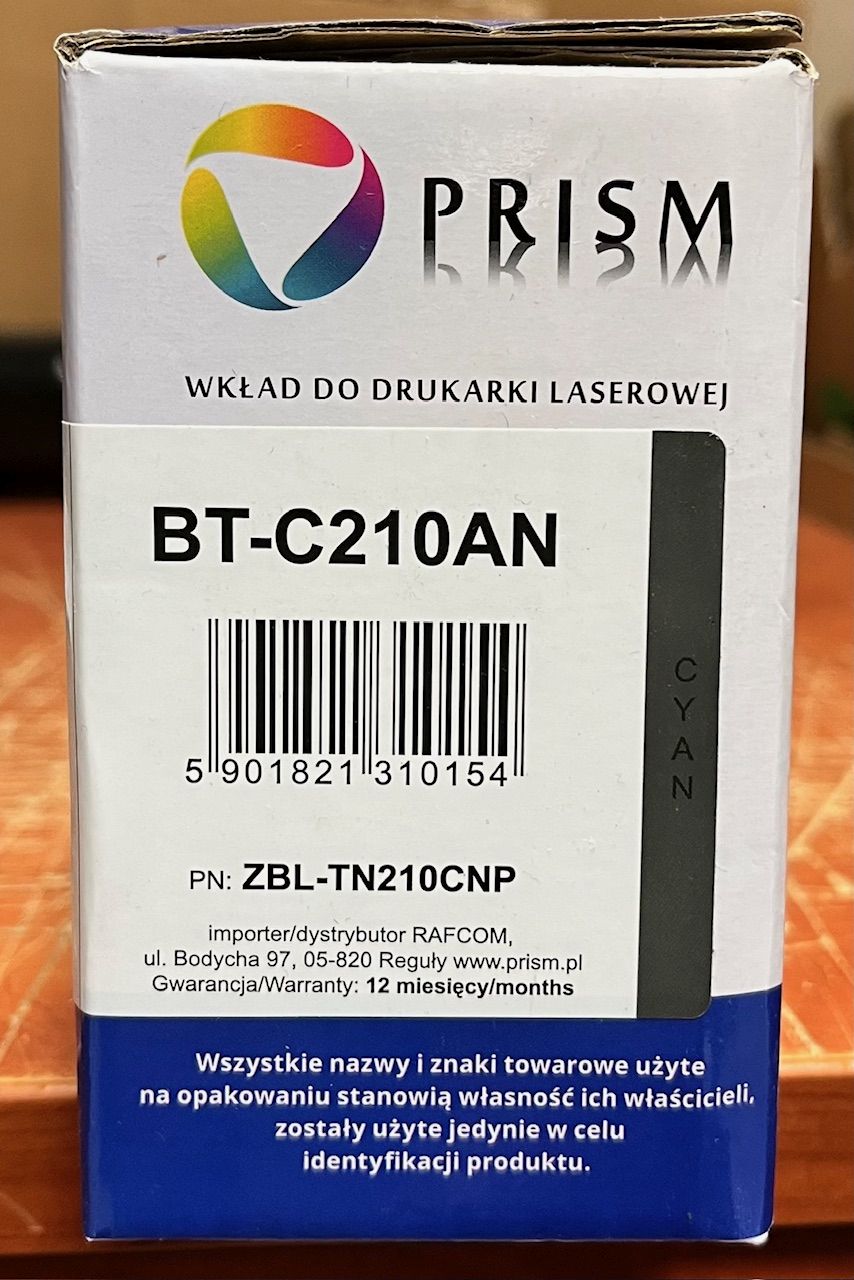 PRISM
WKŁAD DO DRUKARKI LASEROWEJ
BT-C210AN
CYAN
5 901821 310154
PN: ZBL-TN210CNP
importer/dystrybutor RAFCOM,
ul. Bodycha 97, 05-820 Reguły www.prism.pl
Gwarancja/Warranty: 12 miesięcy/months
Wszystkie nazwy i znaki towarowe użyte
na opakowaniu stanowią własność ich właścicieli,
zostały użyte jedynie w celu
identyfikacji produktu.